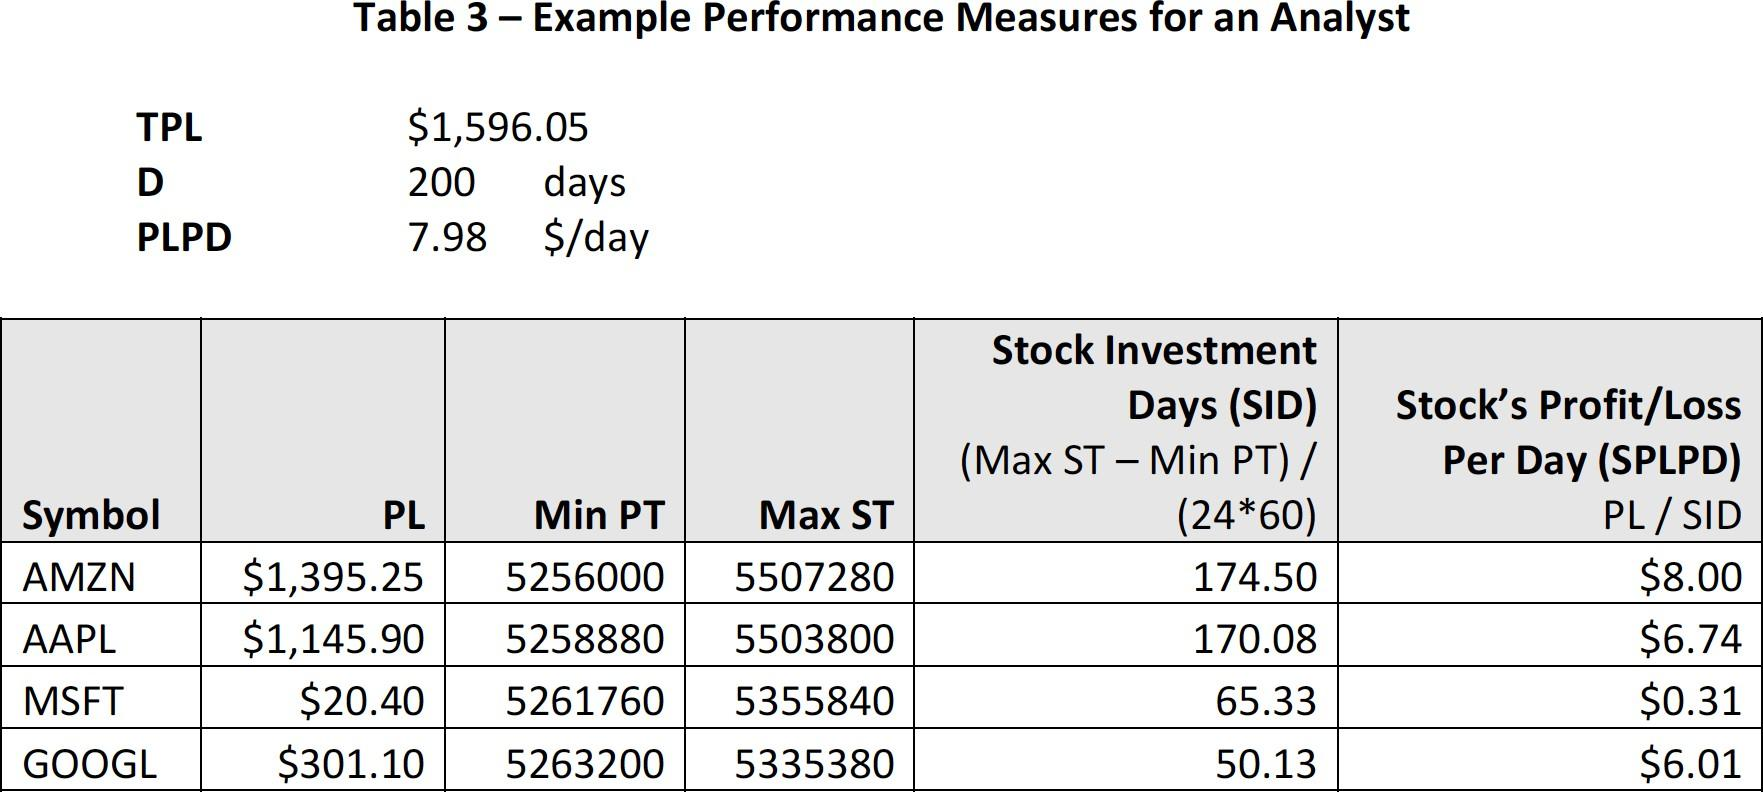 Table 3 – Example Performance Measures for an Analyst
TPL $1,596.05
D 200 days
PLPD 7.98 $/day
Stock Investment
Days (SID) Stock’s Profit/Loss
(Max ST – Min PT) / Per Day (SPLPD)
Symbol PL Min PT Max ST (24*60) PL / SID
AMZN $1,395.25 5256000 5507280 174.50 $8.00
AAPL $1,145.90 5258880 5503800 170.08 $6.74
MSFT $20.40 5261760 5355840 65.33 $0.31
GOOGL $301.10 5263200 5335380 50.13 $6.01